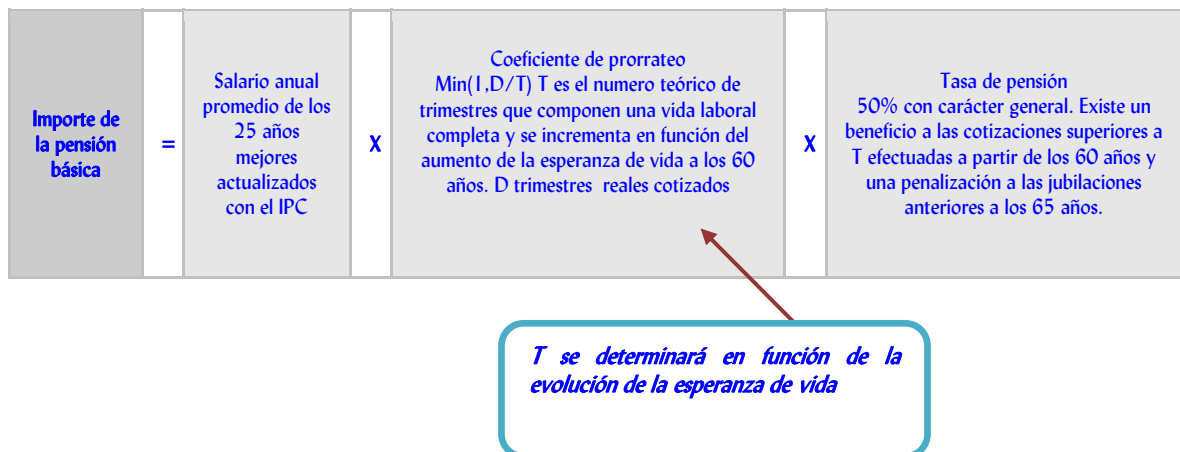 Importe de
la pensión
básica
=
Salario anual
promedio de los
25 años
mejores
actualizados
con el IPC
X
Coeficiente de prorrateo
Min(1,D/T) T es el numero teórico de
trimestres que componen una vida laboral
completa y se incrementa en función del
aumento de la esperanza de vida a los 60
años. D trimestres reales cotizados
X
Tasa de pensión
50% con carácter general. Existe un
beneficio a las cotizaciones superiores a
T efectuadas a partir de los 60 años y
una penalización a las jubilaciones
anteriores a los 65 años.
T se determinará en función de la
evolución de la esperanza de vida